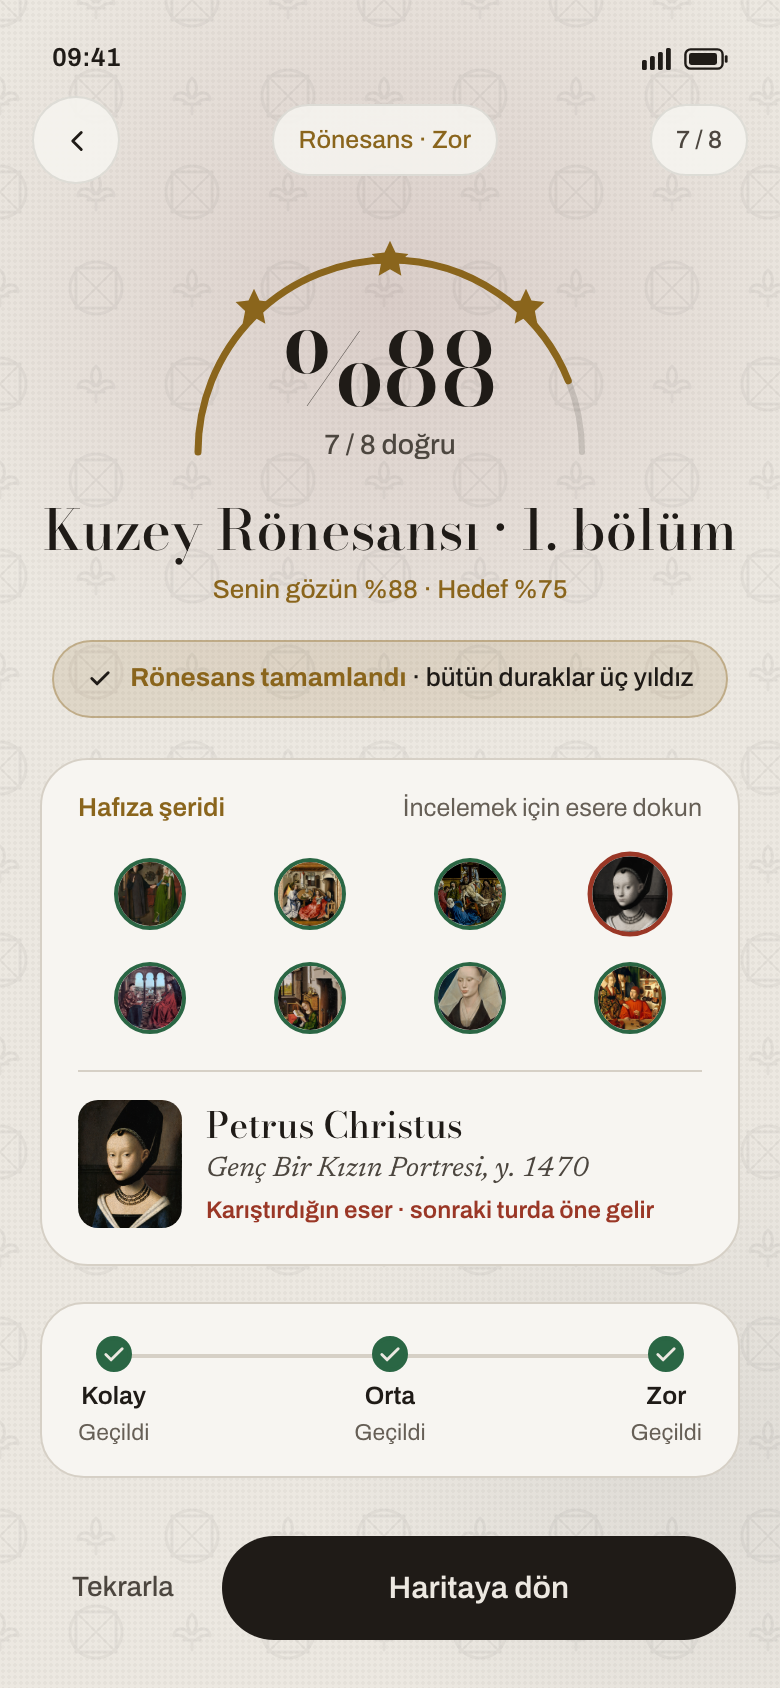 09:41
Rönesans · Zor
7 / 8
%88
7 / 8 doğru
Kuzey Rönesansı · 1. bölüm
Senin gözün %88 · Hedef %75
Rönesans tamamlandı · bütün duraklar üç yıldız
Hafıza şeridi
İncelemek için esere dokun
Petrus Christus
Genç Bir Kızın Portresi, y. 1470
Karıştırdığın eser · sonraki turda öne gelir
Kolay
Orta
Zor
Geçildi
Geçildi
Geçildi
Tekrarla
Haritaya dön